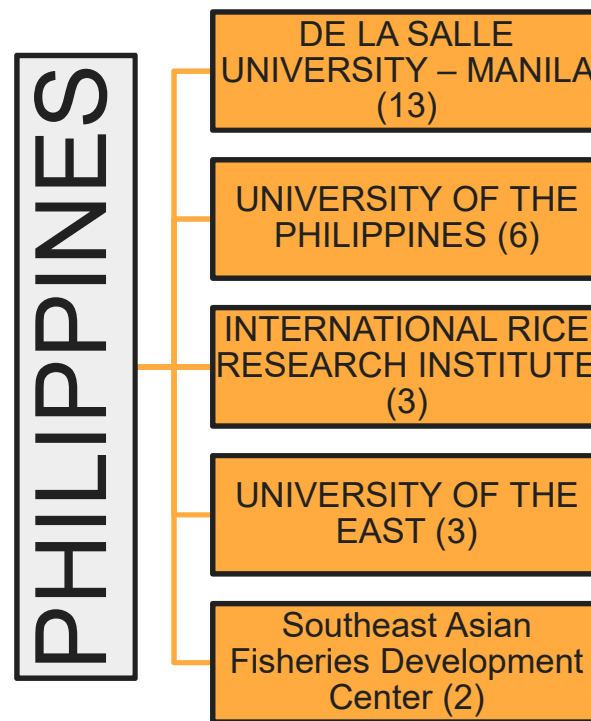 PHILIPPINES
DE LA SALLE
UNIVERSITY – MANILA
(13)
UNIVERSITY OF THE
PHILIPPINES (6)
INTERNATIONAL RICE
RESEARCH INSTITUTE
(3)
UNIVERSITY OF THE
EAST (3)
Southeast Asian
Fisheries Development
Center (2)